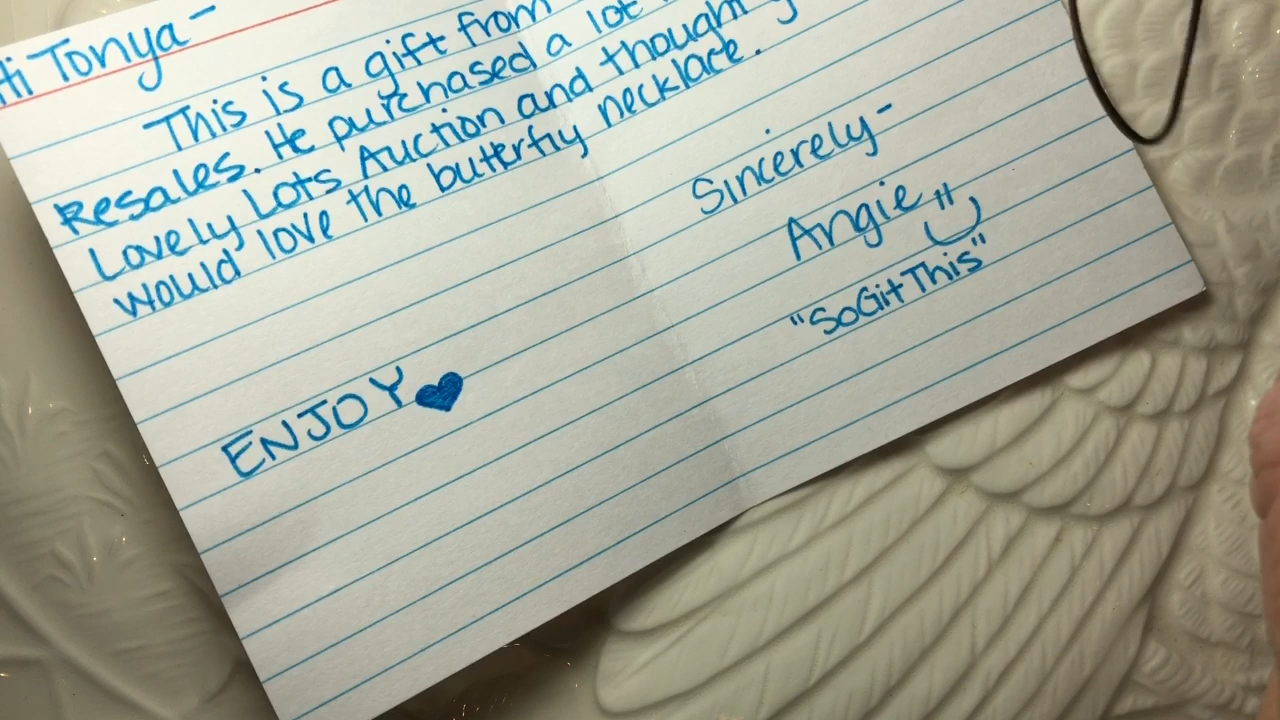 Hi Tonya-
This is a gift from
Resales. He purchased a lot
Lovely Lots Auction and thought
would love the butterfly necklace.
Sincerely-
Angie
"SoGitThis"
ENJOY